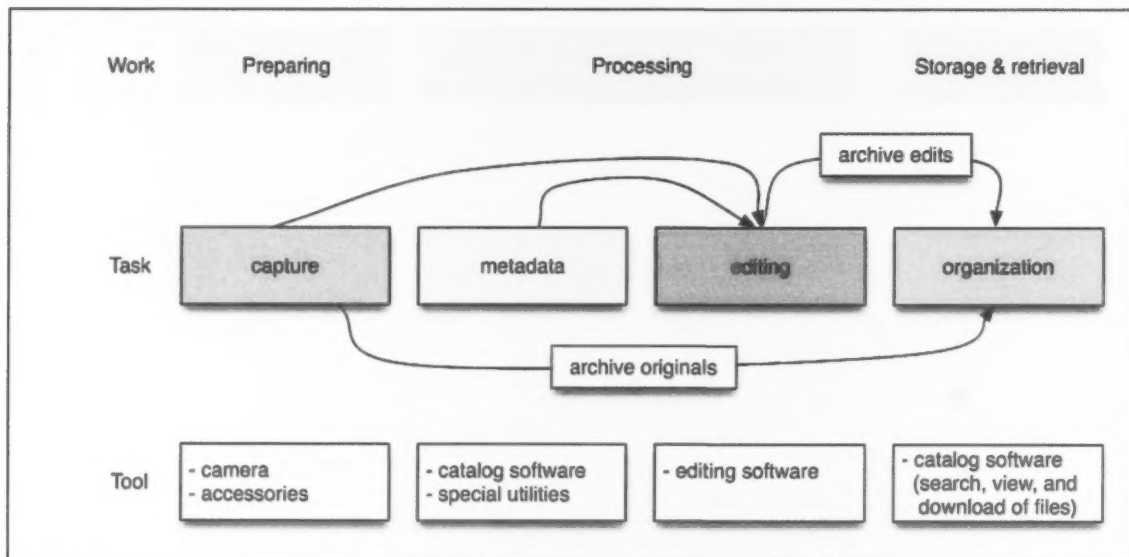 Work Preparing Processing Storage & retrieval
archive edits
Task capture metadata editing organization
archive originals
Tool
- camera
- accessories
- catalog software
- special utilities
- editing software
- catalog software
(search, view, and
download of files)